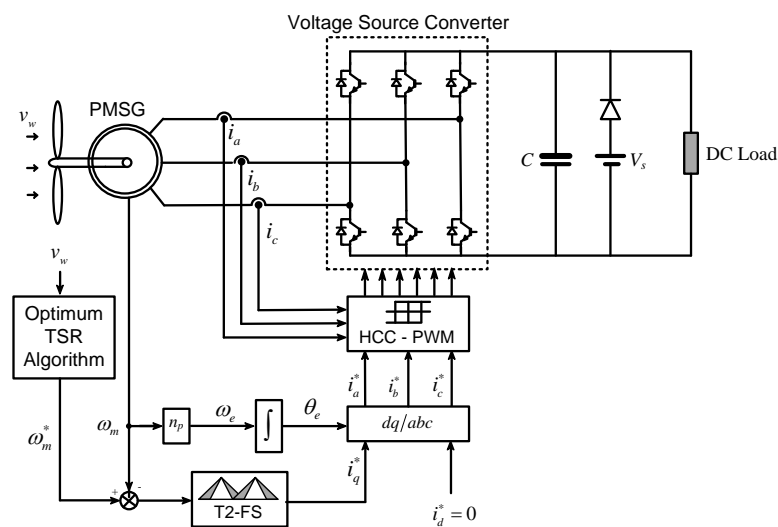 Voltage Source Converter
PMSG
v_w
i_a
i_b
i_c
C
V_s
DC Load
v_w
Optimum
TSR
Algorithm
HCC - PWM
i_a^*
i_b^*
i_c^*
ω_m^*
ω_m
n_p
ω_e
∫
θ_e
dq/abc
i_q^*
+
-
T2-FS
i_d^* = 0